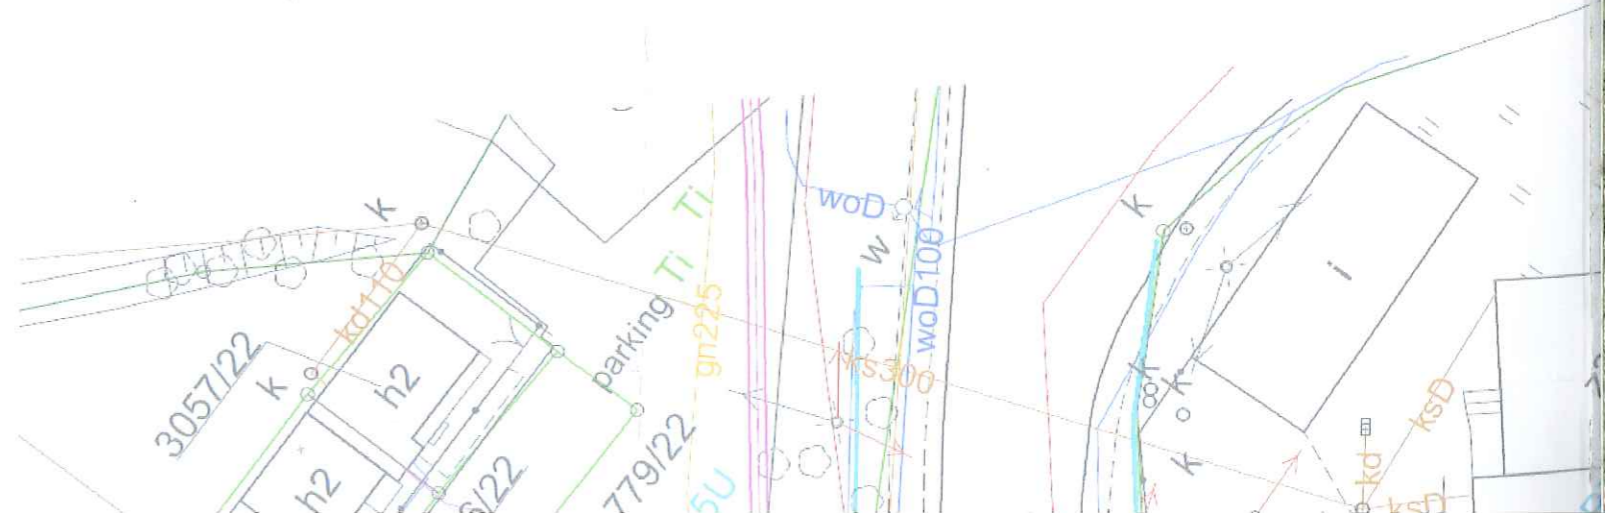 k
Ti
woD
k
w
Ti
kd110
woD100
i
gn225
parking
3057/22
k
h2
ks300
k
k
ksD
779/22
k
kd
h2
6/22
5U
ksD